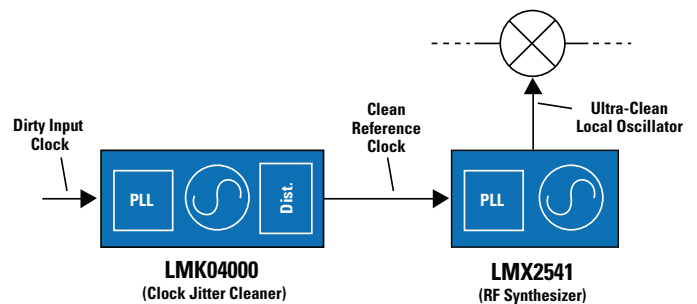 Dirty Input
Clock
PLL
Dist.
LMK04000
(Clock Jitter Cleaner)
Clean
Reference
Clock
PLL
LMX2541
(RF Synthesizer)
Ultra-Clean
Local Oscillator